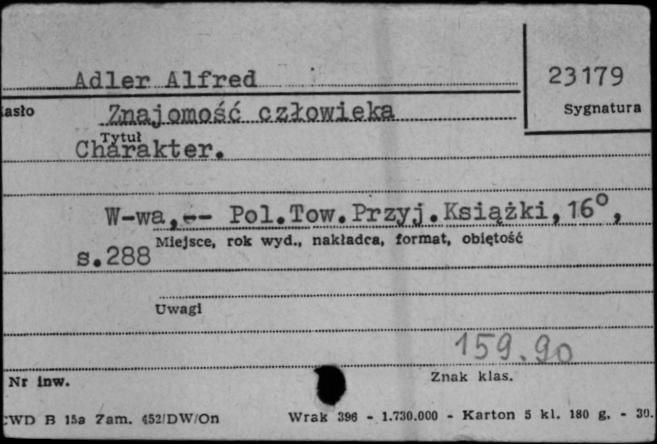 Adler Alfred
23179
Sygnatura
asło
Znajomość człowieka
Tytuł
Charakter.
W-wa,-- Pol.Tow.Przyj.Książki,16°,
Miejsce, rok wyd., nakładca, format, objętość
s.288
Uwagi
159.90
Nr inw.
Znak klas.
CWD B 15a Zam. 452/DW/On Wrak 396 - 1.730.000 - Karton 5 kl. 180 g. - 30.